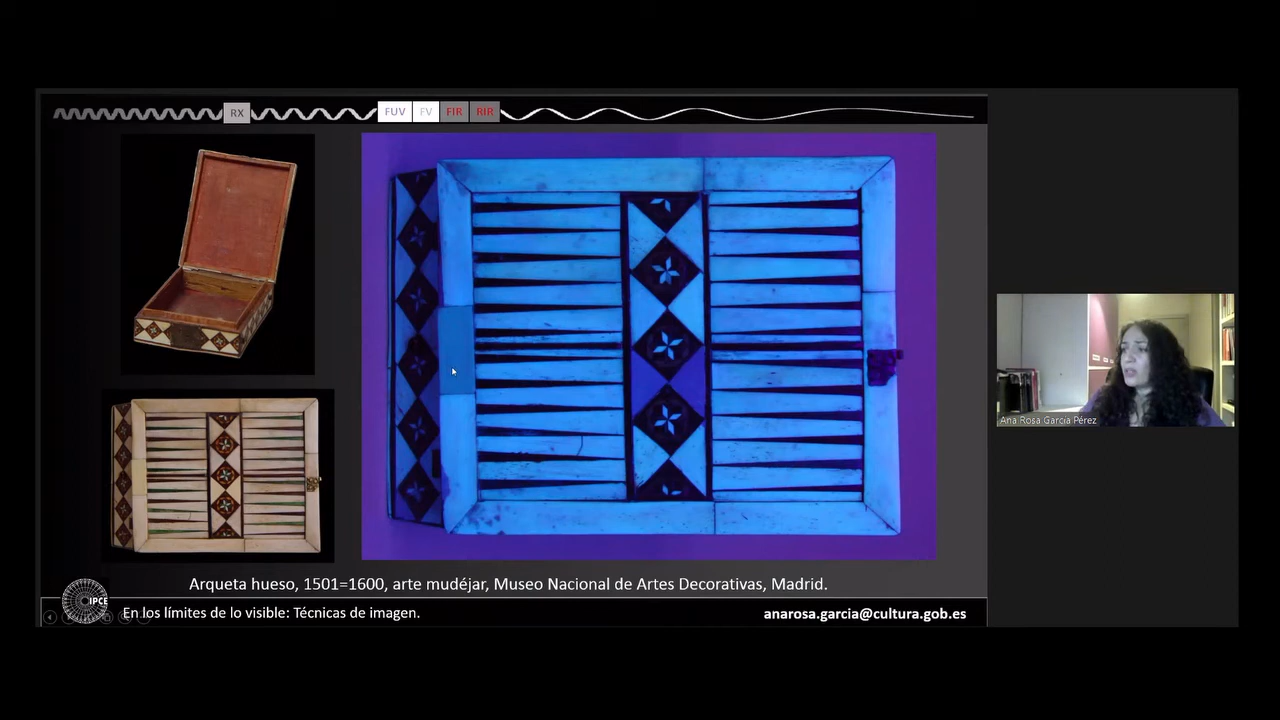 RX
FUV FV FIR RIR
Ana Rosa García Pérez
Arqueta hueso, 1501=1600, arte mudéjar, Museo Nacional de Artes Decorativas, Madrid.
IPCE
En los límites de lo visible: Técnicas de imagen.
anarosa.garcia@cultura.gob.es